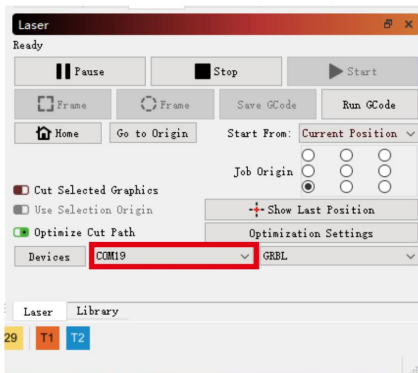 Laser
Ready
Pause Stop Start
Frame Frame Save GCode Run GCode
Home Go to Origin Start From: Current Position
Job Origin
Cut Selected Graphics
Use Selection Origin Show Last Position
Optimize Cut Path Optimization Settings
Devices COM19 GRBL
Laser Library
29 T1 T2